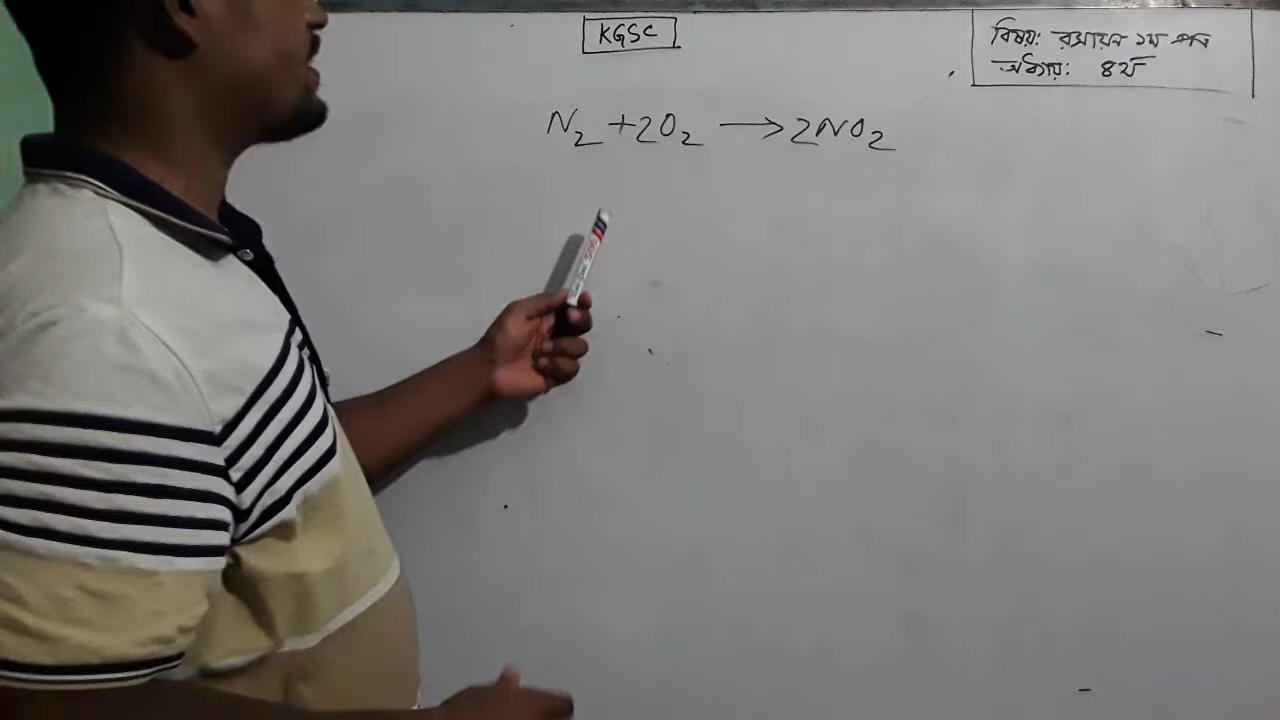 KGSC
বিষয়: রসায়ন ১ম পত্র
অধ্যায়: ৪র্থ
N₂ + 2O₂ ⟶ 2NO₂